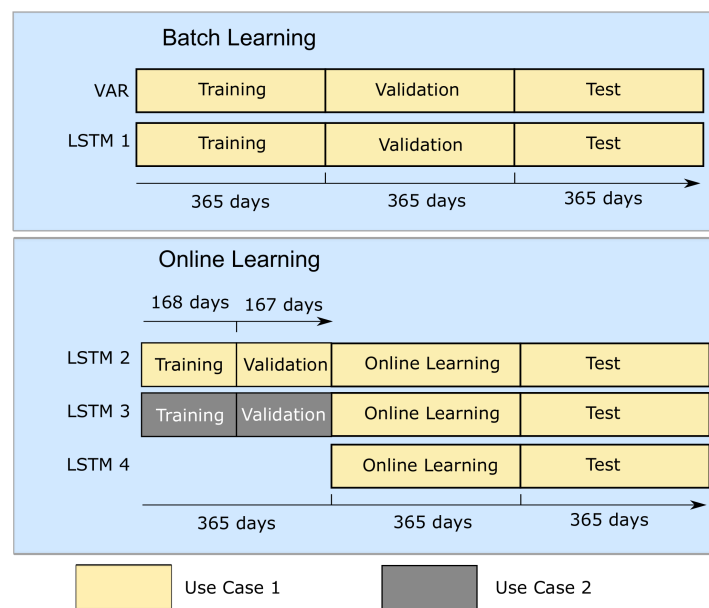 Batch Learning
VAR Training Validation Test
LSTM 1 Training Validation Test
365 days 365 days 365 days
Online Learning
168 days 167 days
LSTM 2 Training Validation Online Learning Test
LSTM 3 Training Validation Online Learning Test
LSTM 4 Online Learning Test
365 days 365 days 365 days
Use Case 1 Use Case 2